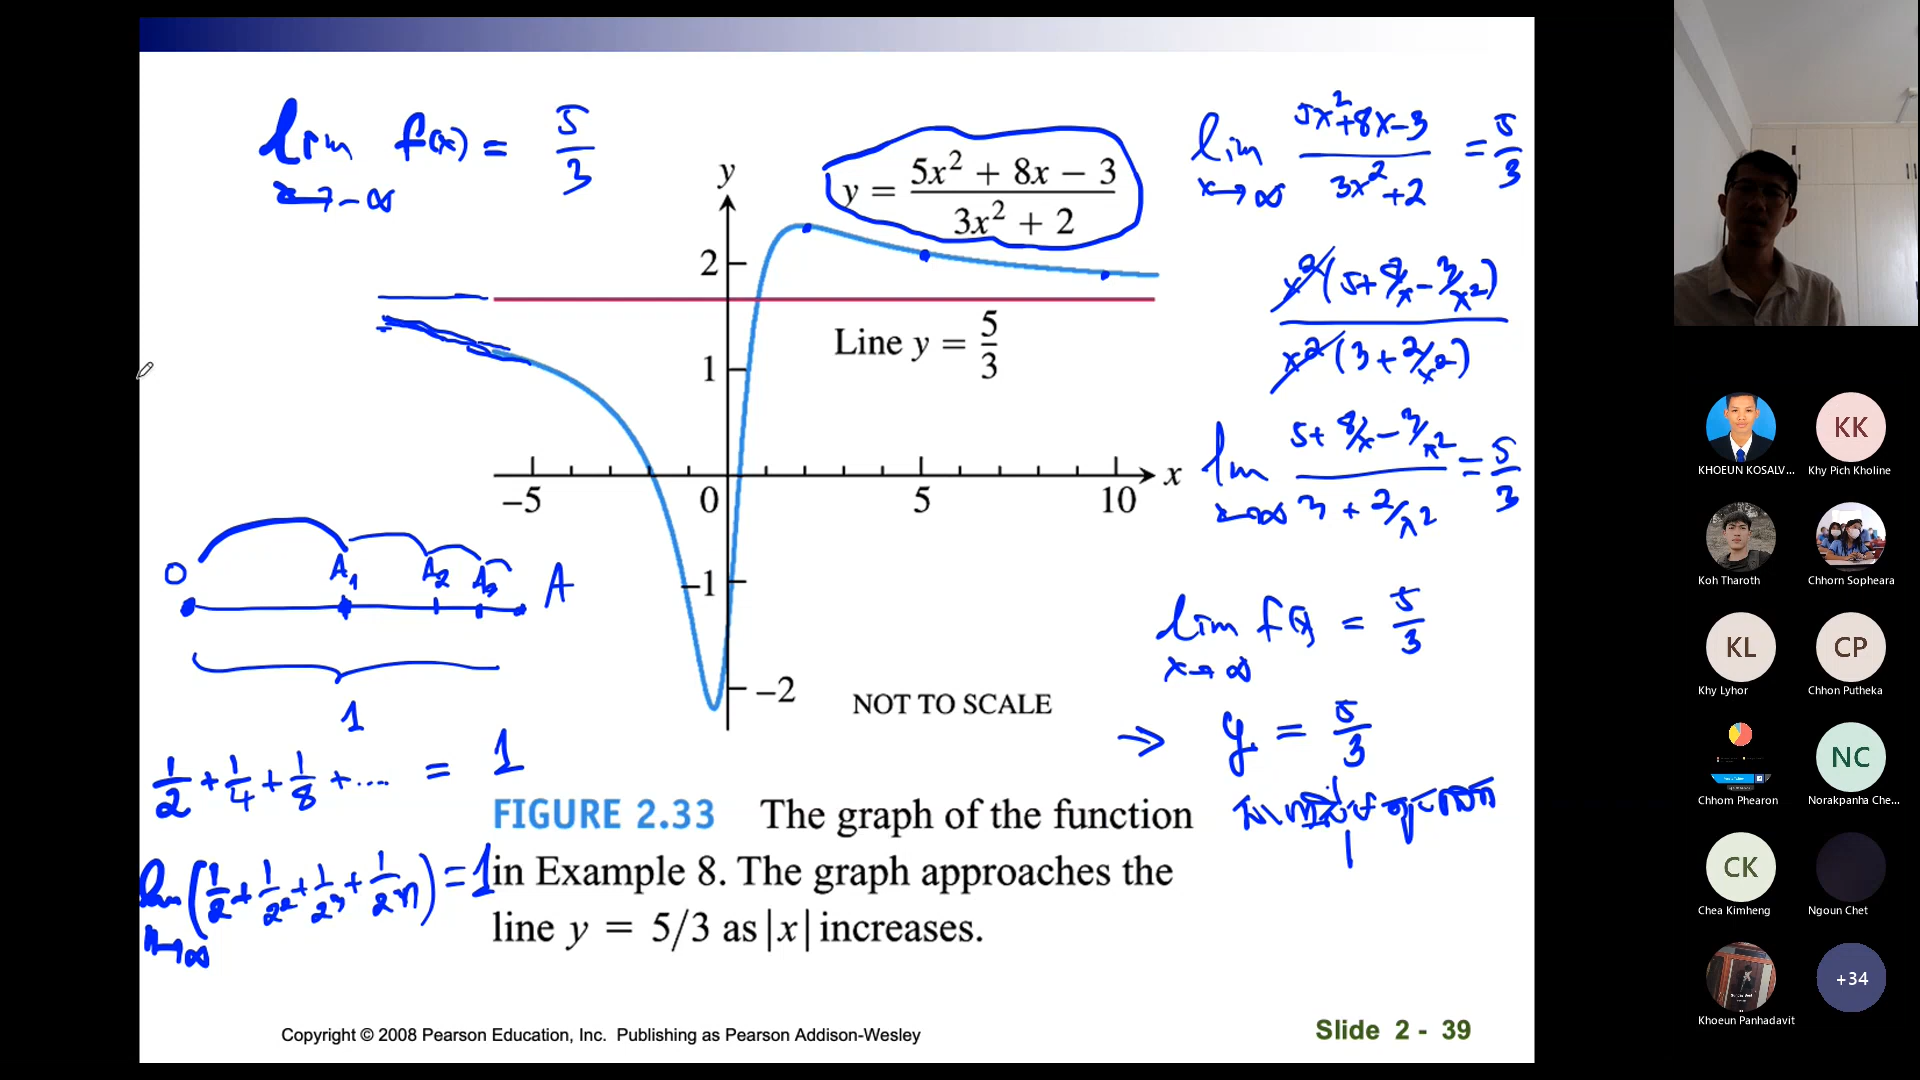 lim f(x) = 5/3
x→-∞
y
y = 5x² + 8x − 3 / 3x² + 2
lim 5x²+8x-3 / 3x²+2 = 5/3
x→∞
x²(5+8/x-3/x²)
x²(3+2/x²)
2
Line y = 5/3
1
lim 5+8/x-3/x² / 3+2/x² = 5/3
x→∞
−5 0 5 10 x
O A₁ A₂ A₃ A
−1
1
−2
NOT TO SCALE
lim f(x) = 5/3
x→∞
⇒ y = 5/3
1/2 + 1/4 + 1/8 + .... = 1
lim (1/2 + 1/2² + 1/2³ + 1/2ⁿ) = 1
n→∞
FIGURE 2.33 The graph of the function
in Example 8. The graph approaches the
line y = 5/3 as |x| increases.
Copyright © 2008 Pearson Education, Inc. Publishing as Pearson Addison-Wesley
Slide 2 - 39
KHOEUN KOSALV...
KK
Khy Pich Kholine
Koh Tharoth
Chhorn Sopheara
KL
Khy Lyhor
CP
Chhon Putheka
Chhom Phearon
NC
Norakpanha Che...
CK
Chea Kimheng
Ngoun Chet
Khoeun Panhadavit
+34